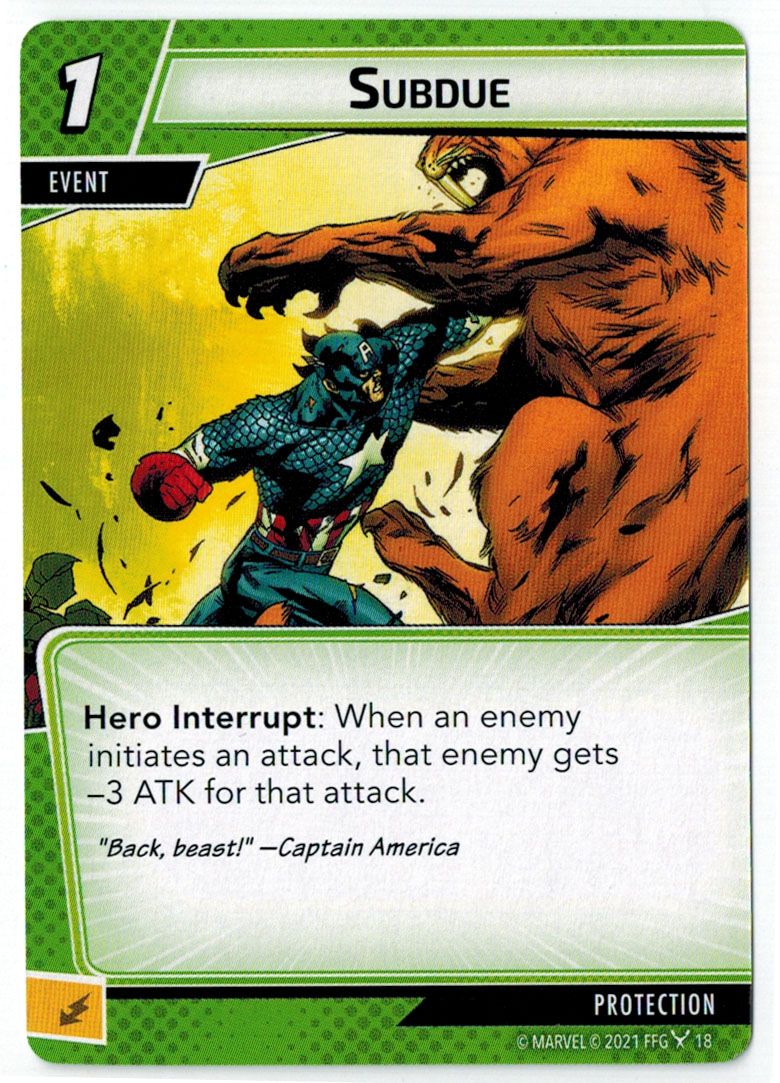 1
SUBDUE
EVENT
A
Hero Interrupt: When an enemy
initiates an attack, that enemy gets
–3 ATK for that attack.
"Back, beast!" —Captain America
PROTECTION
© MARVEL © 2021 FFG 18